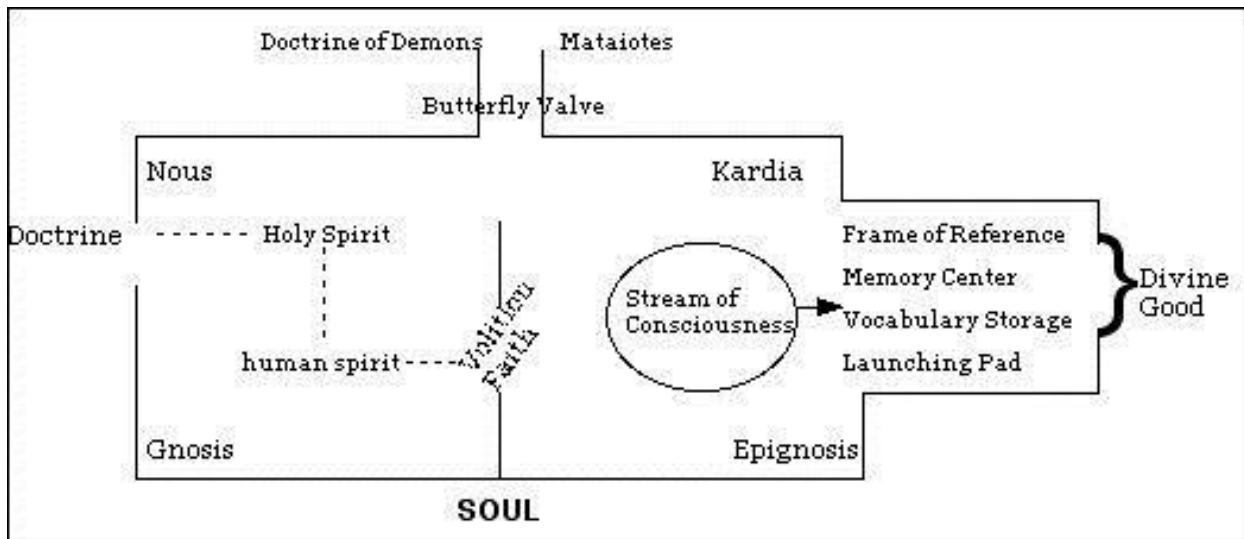 Doctrine of Demons
Mataiotes
Butterfly Valve
Nous
Kardia
Doctrine
Holy Spirit
Frame of Reference
Memory Center
Divine
Good
Stream of
Consciousness
Vocabulary Storage
Volition
Faith
human spirit
Launching Pad
Gnosis
Epignosis
SOUL